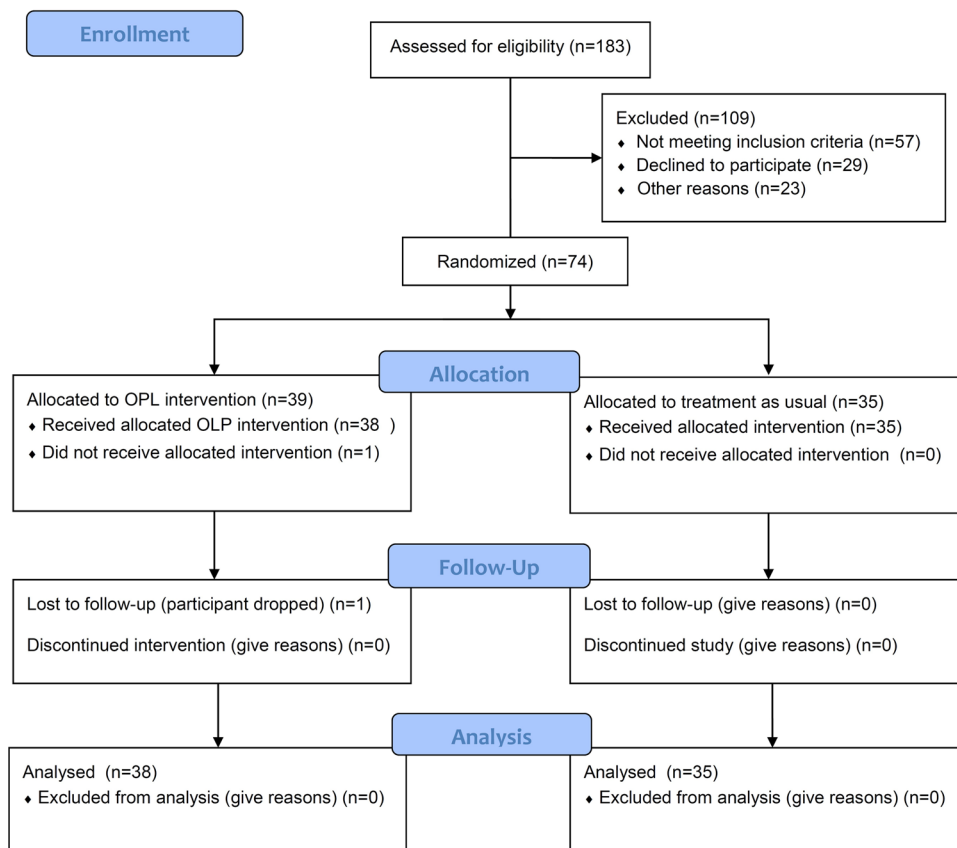 Enrollment
Assessed for eligibility (n=183)
Excluded (n=109)
♦ Not meeting inclusion criteria (n=57)
♦ Declined to participate (n=29)
♦ Other reasons (n=23)
Randomized (n=74)
Allocation
Allocated to OPL intervention (n=39)
♦ Received allocated OLP intervention (n=38 )
♦ Did not receive allocated intervention (n=1)
Allocated to treatment as usual (n=35)
♦ Received allocated intervention (n=35)
♦ Did not receive allocated intervention (n=0)
Follow-Up
Lost to follow-up (participant dropped) (n=1)
Discontinued intervention (give reasons) (n=0)
Lost to follow-up (give reasons) (n=0)
Discontinued study (give reasons) (n=0)
Analysis
Analysed (n=38)
♦ Excluded from analysis (give reasons) (n=0)
Analysed (n=35)
♦ Excluded from analysis (give reasons) (n=0)